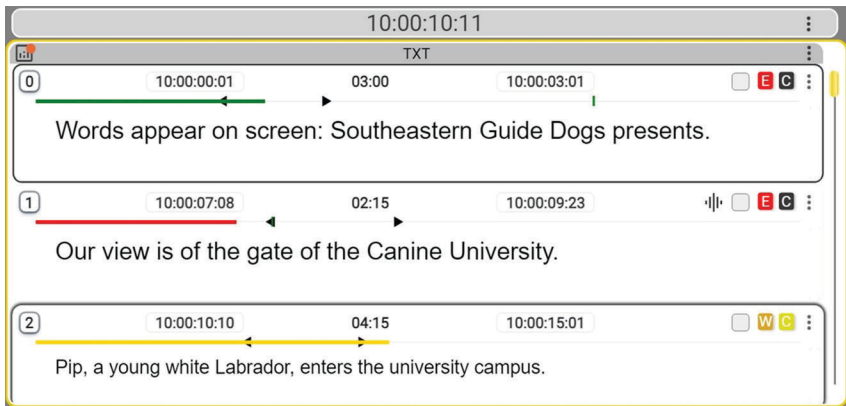 10:00:10:11
TXT
0 10:00:00:01 03:00 10:00:03:01 E C
Words appear on screen: Southeastern Guide Dogs presents.
1 10:00:07:08 02:15 10:00:09:23 E C
Our view is of the gate of the Canine University.
2 10:00:10:10 04:15 10:00:15:01 W C
Pip, a young white Labrador, enters the university campus.